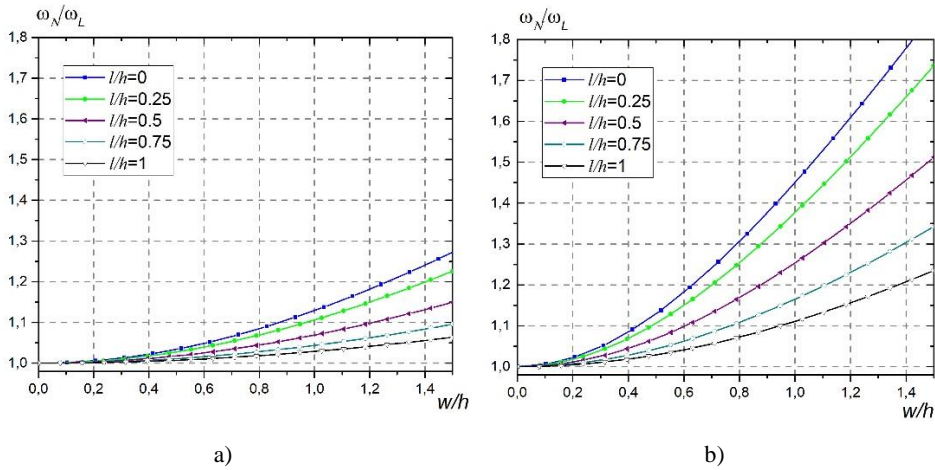 ω_N/ω_L
1,8
1,7
1,6
1,5
1,4
1,3
1,2
1,1
1,0
l/h=0
l/h=0.25
l/h=0.5
l/h=0.75
l/h=1
0,0 0,2 0,4 0,6 0,8 1,0 1,2 1,4
w/h
a)
ω_N/ω_L
1,8
1,7
1,6
1,5
1,4
1,3
1,2
1,1
1,0
l/h=0
l/h=0.25
l/h=0.5
l/h=0.75
l/h=1
0,0 0,2 0,4 0,6 0,8 1,0 1,2 1,4
w/h
b)